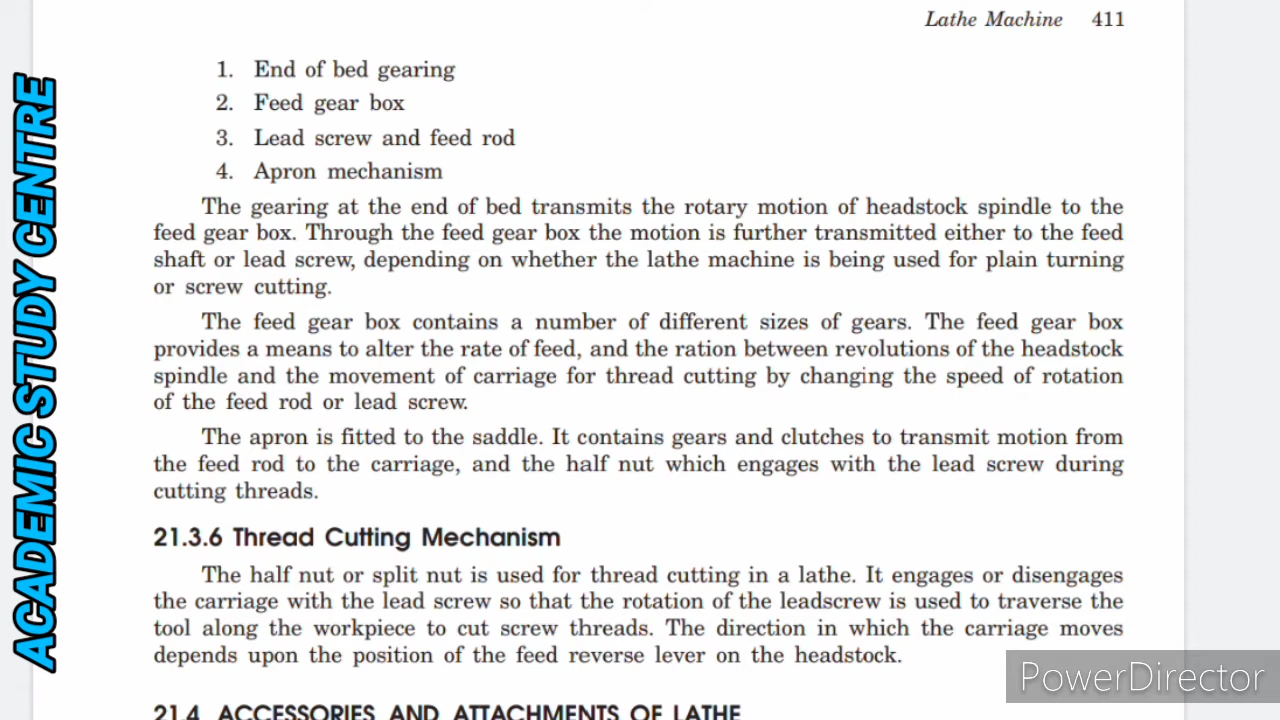 Lathe Machine 411
1. End of bed gearing
2. Feed gear box
3. Lead screw and feed rod
4. Apron mechanism
The gearing at the end of bed transmits the rotary motion of headstock spindle to the
feed gear box. Through the feed gear box the motion is further transmitted either to the feed
shaft or lead screw, depending on whether the lathe machine is being used for plain turning
or screw cutting.
The feed gear box contains a number of different sizes of gears. The feed gear box
provides a means to alter the rate of feed, and the ration between revolutions of the headstock
spindle and the movement of carriage for thread cutting by changing the speed of rotation
of the feed rod or lead screw.
The apron is fitted to the saddle. It contains gears and clutches to transmit motion from
the feed rod to the carriage, and the half nut which engages with the lead screw during
cutting threads.
21.3.6 Thread Cutting Mechanism
The half nut or split nut is used for thread cutting in a lathe. It engages or disengages
the carriage with the lead screw so that the rotation of the leadscrew is used to traverse the
tool along the workpiece to cut screw threads. The direction in which the carriage moves
depends upon the position of the feed reverse lever on the headstock.
21.4 ACCESSORIES AND ATTACHMENTS OF LATHE
ACADEMIC STUDY CENTRE
PowerDirector